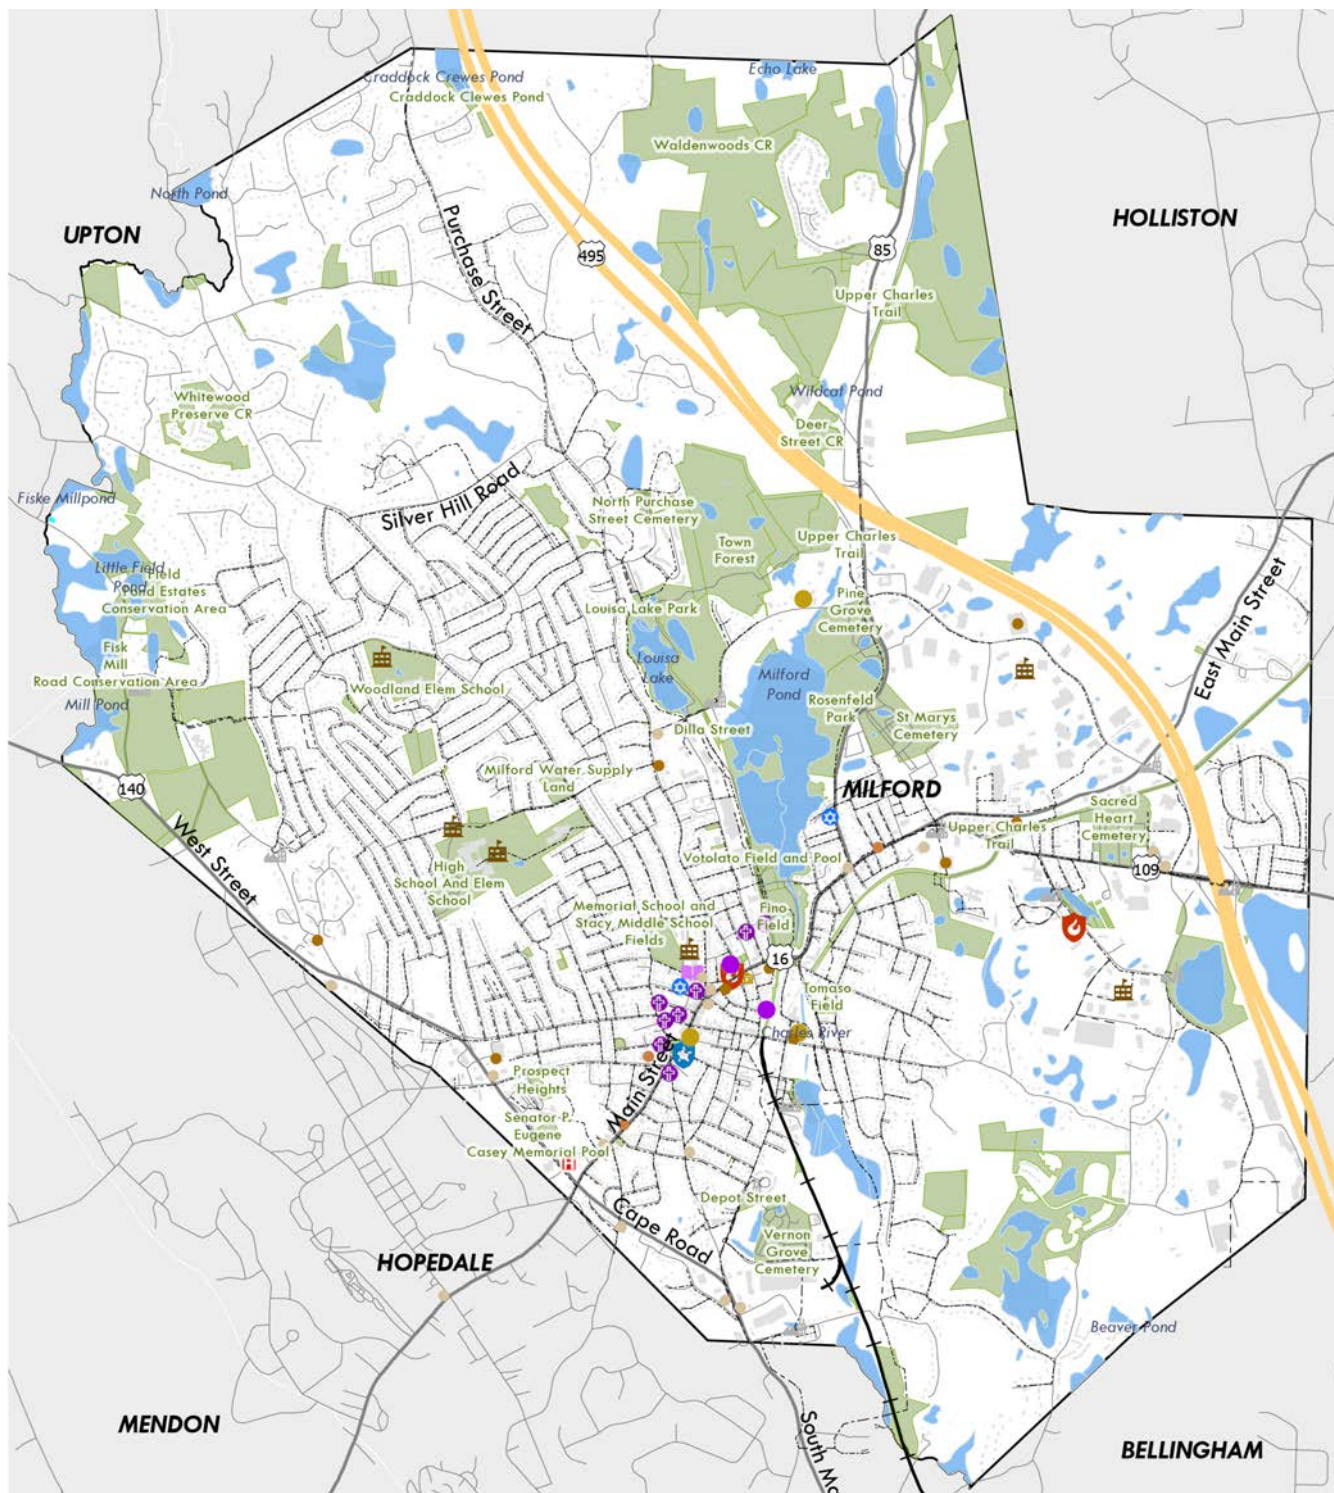 Craddock Crewes Pond
Craddock Clewes Pond
Echo Lake
Waldenwoods CR
North Pond
UPTON
HOLLISTON
Purchase Street
495
85
Upper Charles
Trail
Wildcat Pond
Whitewood
Preserve CR
Deer
Street CR
Fiske Millpond
Silver Hill Road
North Purchase
Street Cemetery
Town
Forest
Upper Charles
Trail
Little Field
Pond
Field
Pond Estates
Conservation Area
Louisa Lake Park
Pine
Grove
Cemetery
East Main Street
Fisk
Mill
Road Conservation Area
Louisa
Lake
Milford
Pond
Woodland Elem School
Rosenfeld
Park
St Marys
Cemetery
Mill Pond
Dilla Street
140
Milford Water Supply
Land
MILFORD
West Street
Sacred
Heart
Cemetery
Upper Charles
Trail
Votolato Field and Pool
High
School And Elem
School
109
Memorial School and
Stacy Middle School
Fields
Fino
Field
16
Tomaso
Field
Charles River
Main Street
Prospect
Heights
Senator P.
Eugene
Casey Memorial Pool
H
Depot Street
Cape Road
Vernon
Grove
Cemetery
HOPEDALE
Beaver Pond
MENDON
South Ma
BELLINGHAM